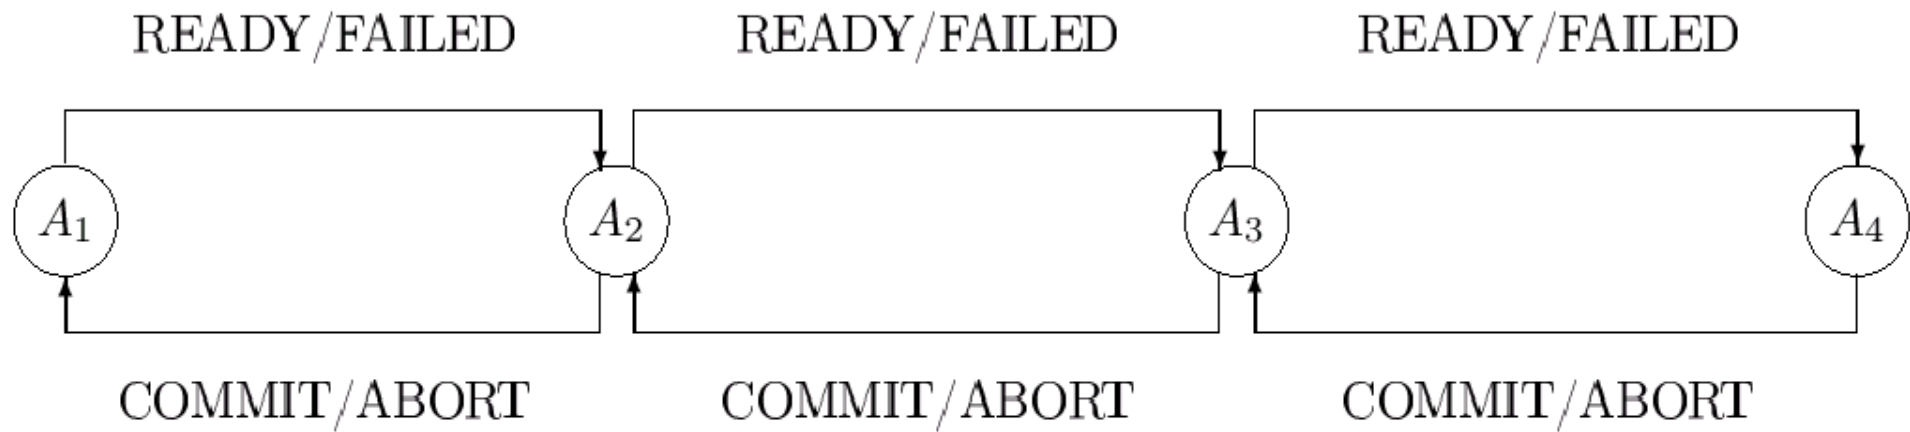 READY/FAILED READY/FAILED READY/FAILED
A₁ A₂ A₃ A₄
COMMIT/ABORT COMMIT/ABORT COMMIT/ABORT